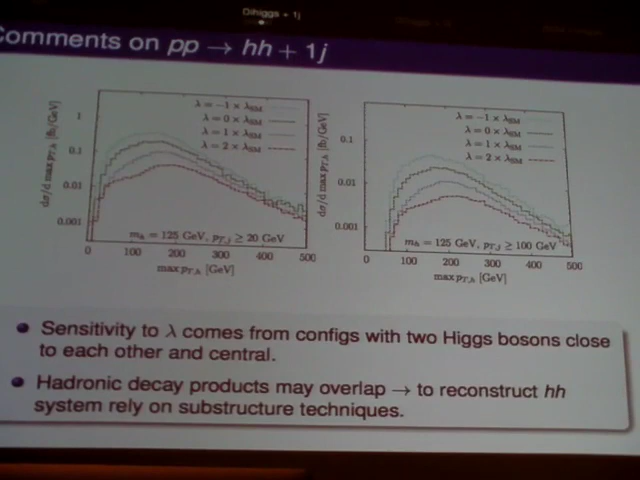 Dihiggs + 1j
Comments on pp → hh + 1j
λ = −1 × λSM
λ = 0 × λSM
λ = 1 × λSM
λ = 2 × λSM
dσ/d max pT,h [fb/GeV]
1
0.1
0.01
0.001
mh = 125 GeV, pT,j ≥ 20 GeV
0 100 200 300 400 500
max pT,h [GeV]
λ = −1 × λSM
λ = 0 × λSM
λ = 1 × λSM
λ = 2 × λSM
dσ/d max pT,h [fb/GeV]
0.1
0.01
0.001
mh = 125 GeV, pT,j ≥ 100 GeV
0 100 200 300 400 500
max pT,h [GeV]
Sensitivity to λ comes from configs with two Higgs bosons close
to each other and central.
Hadronic decay products may overlap → to reconstruct hh
system rely on substructure techniques.